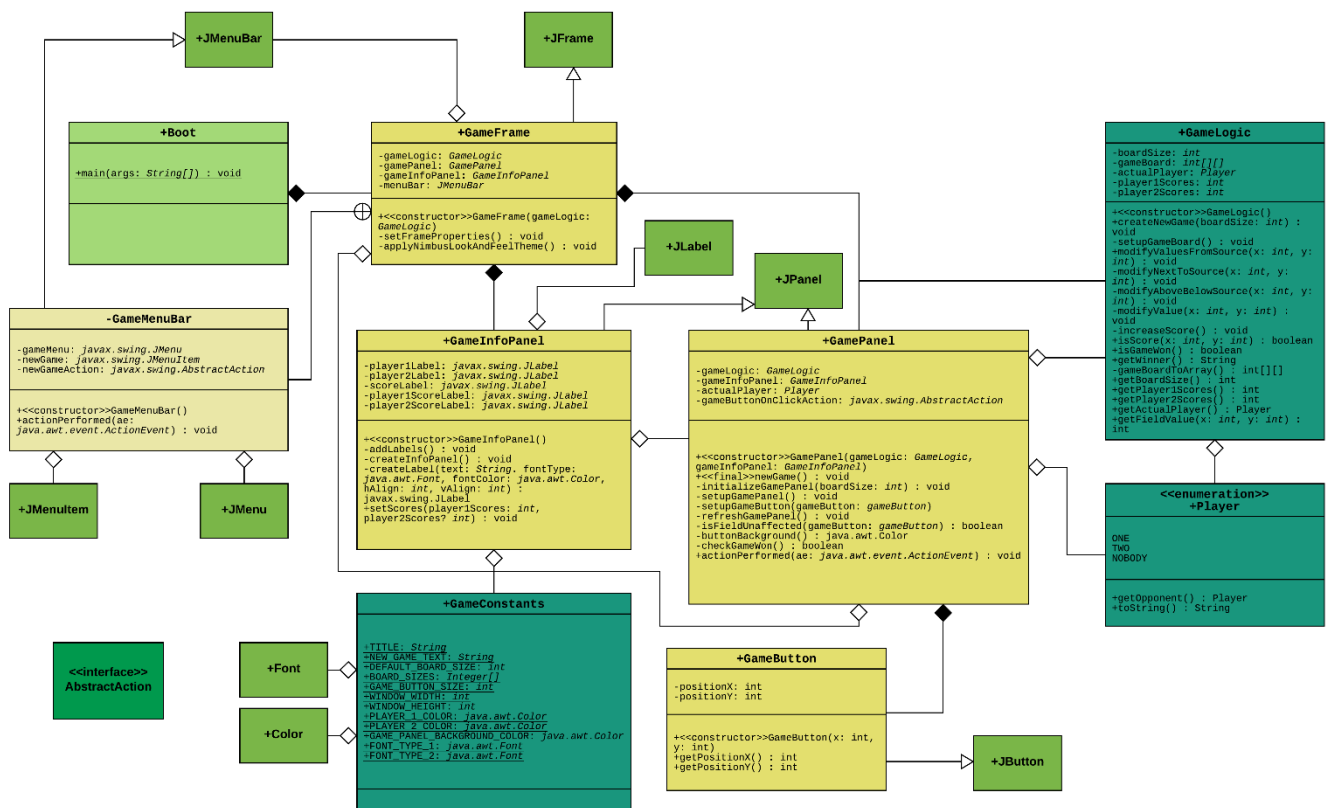 +JMenuBar
+JFrame
+Boot
+main(args: String[]) : void
+GameFrame
-gameLogic: GameLogic
-gamePanel: GamePanel
-gameInfoPanel: GameInfoPanel
-menuBar: JMenuBar
+<<constructor>>GameFrame(gameLogic:
GameLogic)
-setFrameProperties() : void
-applyNimbusLookAndFeelTheme() : void
+GameLogic
-boardSize: int
-gameBoard: int[][]
-actualPlayer: Player
-player1Scores: int
-player2Scores: int
+<<constructor>>GameLogic()
+createNewGame(boardSize: int) :
void
-setupGameBoard() : void
+modifyValuesFromSource(x: int, y:
int) : void
-modifyNextToSource(x: int, y:
int) : void
-modifyAboveBelowSource(x: int, y:
int) : void
-modifyValue(x: int, y: int) :
void
-increaseScore() : void
+isScore(x: int, y: int) : boolean
+isGameWon() : boolean
+getWinner() : String
-gameBoardToArray() : int[][]
+getBoardSize() : int
+getPlayer1Scores() : int
+getPlayer2Scores() : int
+getActualPlayer() : Player
+getFieldValue(x: int, y: int) :
int
+JLabel
+JPanel
-GameMenuBar
-gameMenu: javax.swing.JMenu
-newGame: javax.swing.JMenuItem
-newGameAction: javax.swing.AbstractAction
+<<constructor>>GameMenuBar()
+actionPerformed(ae:
java.awt.event.ActionEvent) : void
+JMenuItem
+JMenu
+GameInfoPanel
-player1Label: javax.swing.JLabel
-player2Label: javax.swing.JLabel
-scoreLabel: javax.swing.JLabel
-player1ScoreLabel: javax.swing.JLabel
-player2ScoreLabel: javax.swing.JLabel
+<<constructor>>GameInfoPanel()
-addLabels() : void
-createInfoPanel() : void
-createLabel(text: String. fontType:
java.awt.Font, fontColor: java.awt.Color,
hAlign: int, vAlign: int) :
javax.swing.JLabel
+setScores(player1Scores: int,
player2Scores? int) : void
+GamePanel
-gameLogic: GameLogic
-gameInfoPanel: GameInfoPanel
-actualPlayer: Player
-gameButtonOnClickAction: javax.swing.AbstractAction
+<<constructor>>GamePanel(gameLogic: GameLogic,
gameInfoPanel: GameInfoPanel)
+<<final>>newGame() : void
-initializeGamePanel(boardSize: int) : void
-setupGamePanel() : void
-setupGameButton(gameButton: gameButton)
-refreshGamePanel() : void
-isFieldUnaffected(gameButton: gameButton) : boolean
-buttonBackground() : java.awt.Color
-checkGameWon() : boolean
+actionPerformed(ae: java.awt.event.ActionEvent) : void
<<enumeration>>
+Player
ONE
TWO
NOBODY
+getOpponent() : Player
+toString() : String
<<interface>>
AbstractAction
+Font
+Color
+GameConstants
+TITLE: String
+NEW_GAME_TEXT: String
+DEFAULT_BOARD_SIZE: int
+BOARD_SIZES: Integer[]
+GAME_BUTTON_SIZE: int
+WINDOW_WIDTH: int
+WINDOW_HEIGHT: int
+PLAYER_1_COLOR: java.awt.Color
+PLAYER_2_COLOR: java.awt.Color
+GAME_PANEL_BACKGROUND_COLOR: java.awt.Color
+FONT_TYPE_1: java.awt.Font
+FONT_TYPE_2: java.awt.Font
+GameButton
-positionX: int
-positionY: int
+<<constructor>>GameButton(x: int,
y: int)
+getPositionX() : int
+getPositionY() : int
+JButton